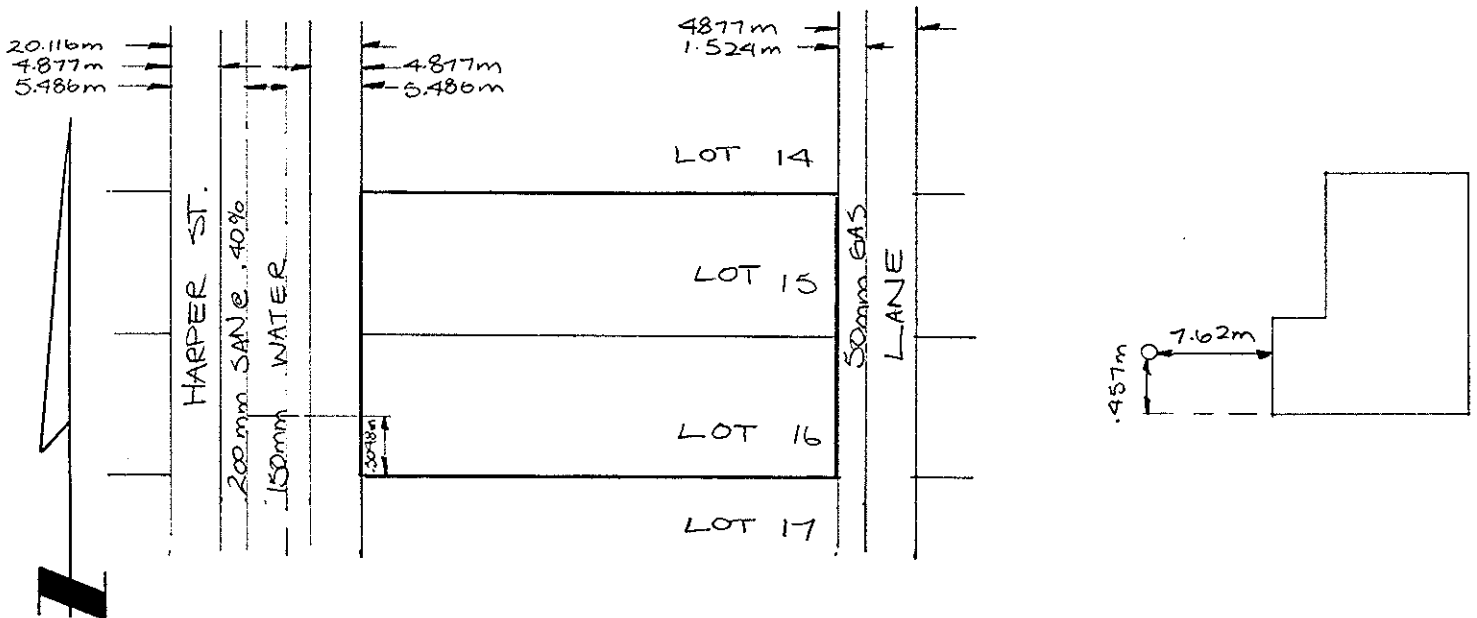 20.116m
4.877m
5.486m
4.877m
5.486m
4877m
1.524m
HARPER ST.
200mm SAN@ .40%
150mm WATER
LOT 14
LOT 15
LOT 16
LOT 17
.3048m
50mm GAS
LANE
7.62m
.457m